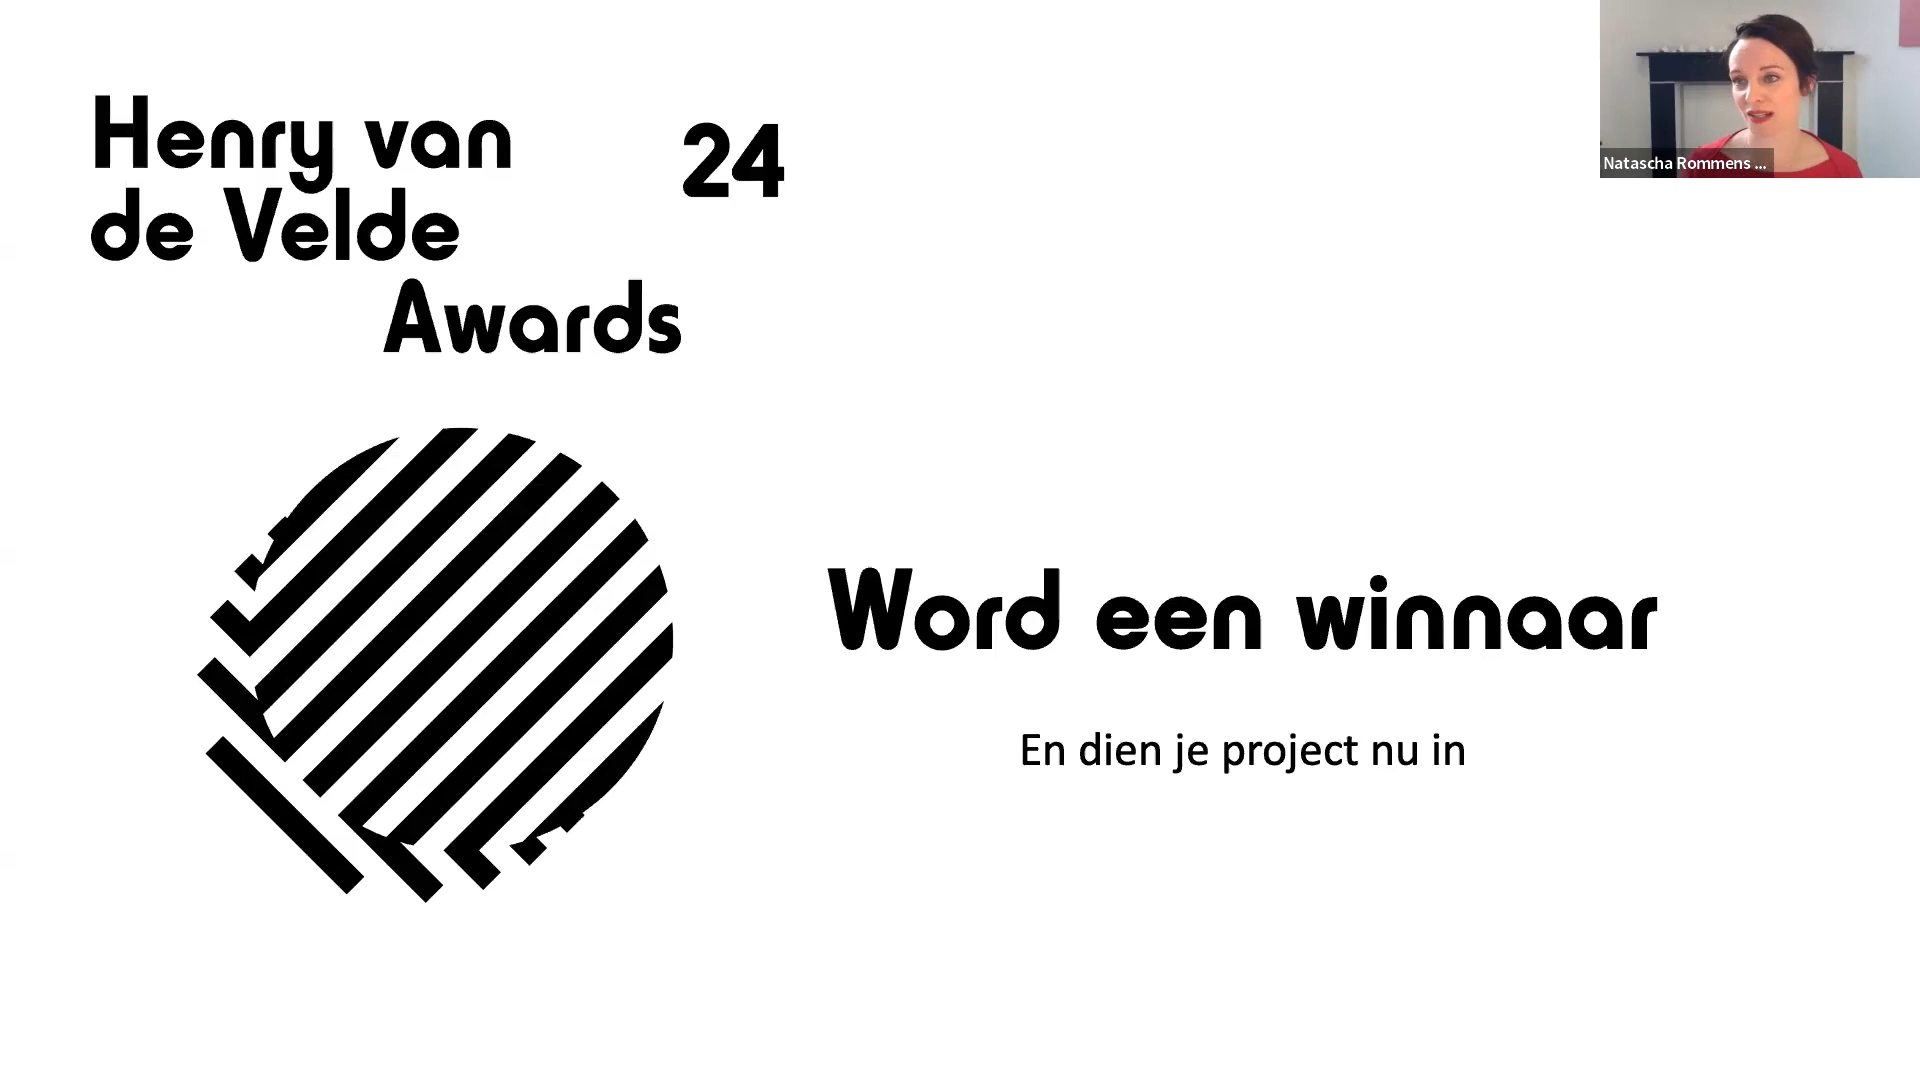 Henry van
de Velde
Awards
24
Word een winnaar
En dien je project nu in
Natascha Rommens ...